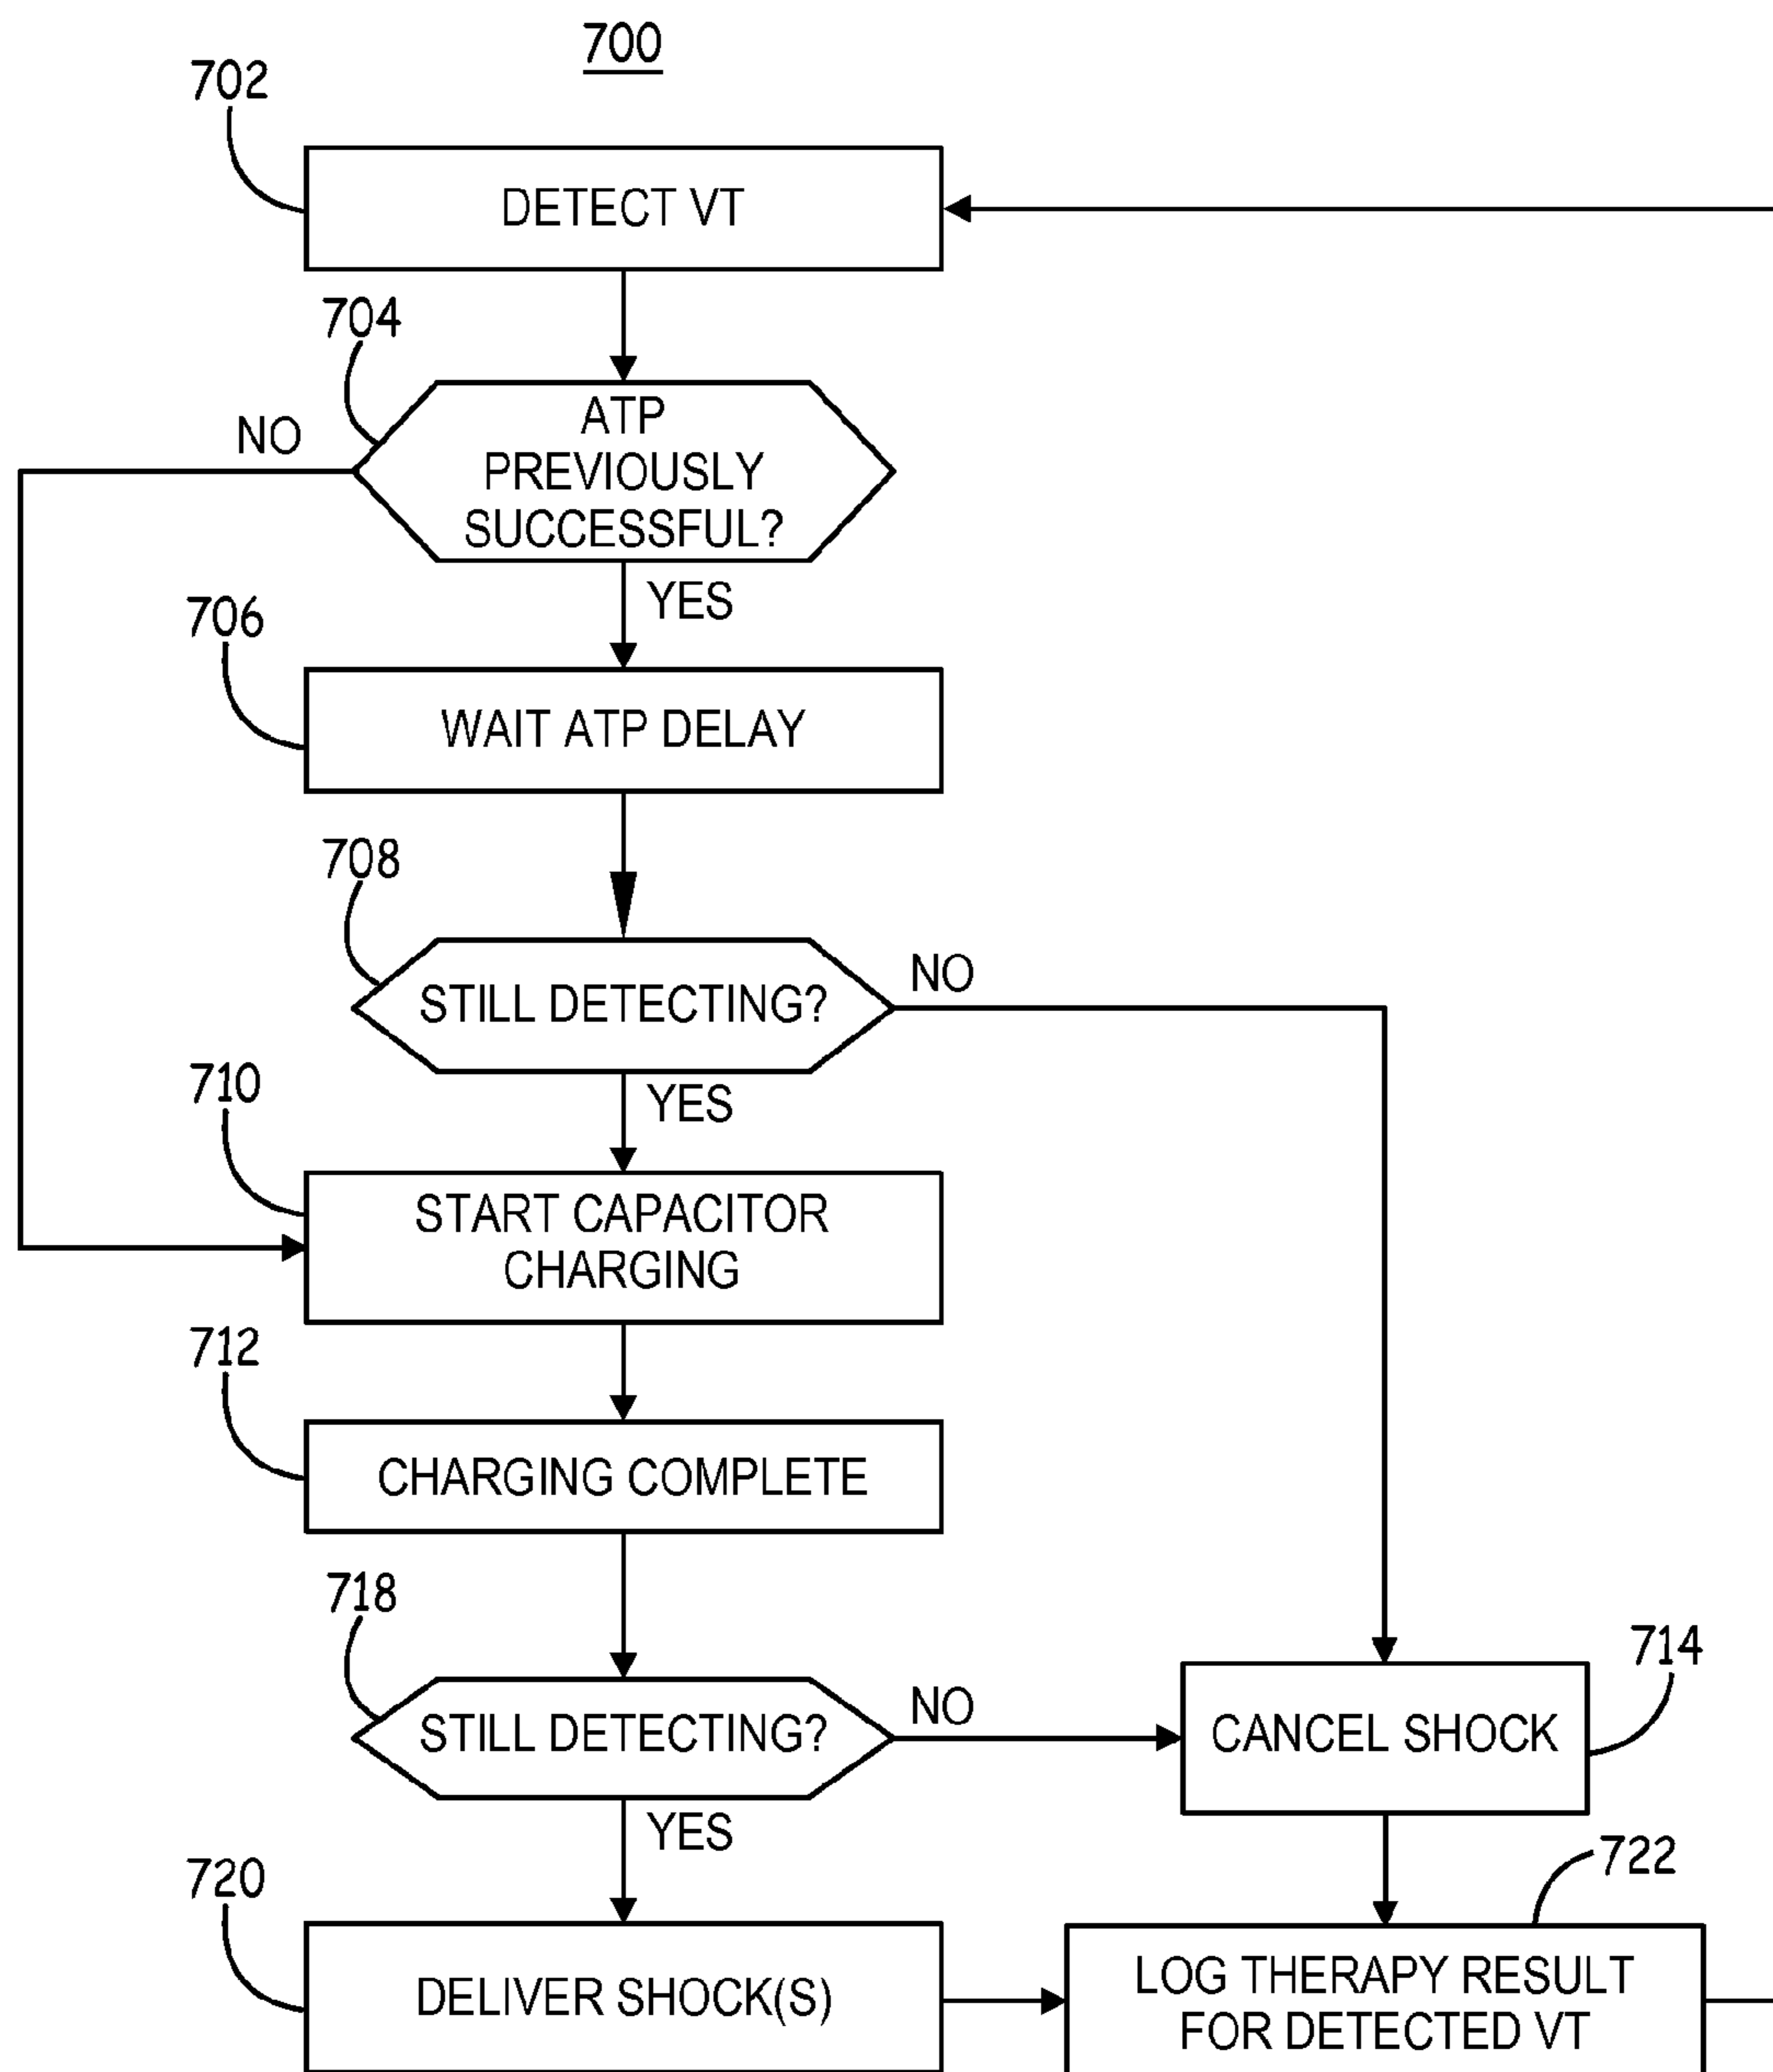 700
702
DETECT VT
704
NO
ATP
PREVIOUSLY
SUCCESSFUL?
YES
706
WAIT ATP DELAY
708
STILL DETECTING?
NO
YES
710
START CAPACITOR
CHARGING
712
CHARGING COMPLETE
718
STILL DETECTING?
NO
YES
714
CANCEL SHOCK
720
DELIVER SHOCK(S)
722
LOG THERAPY RESULT
FOR DETECTED VT